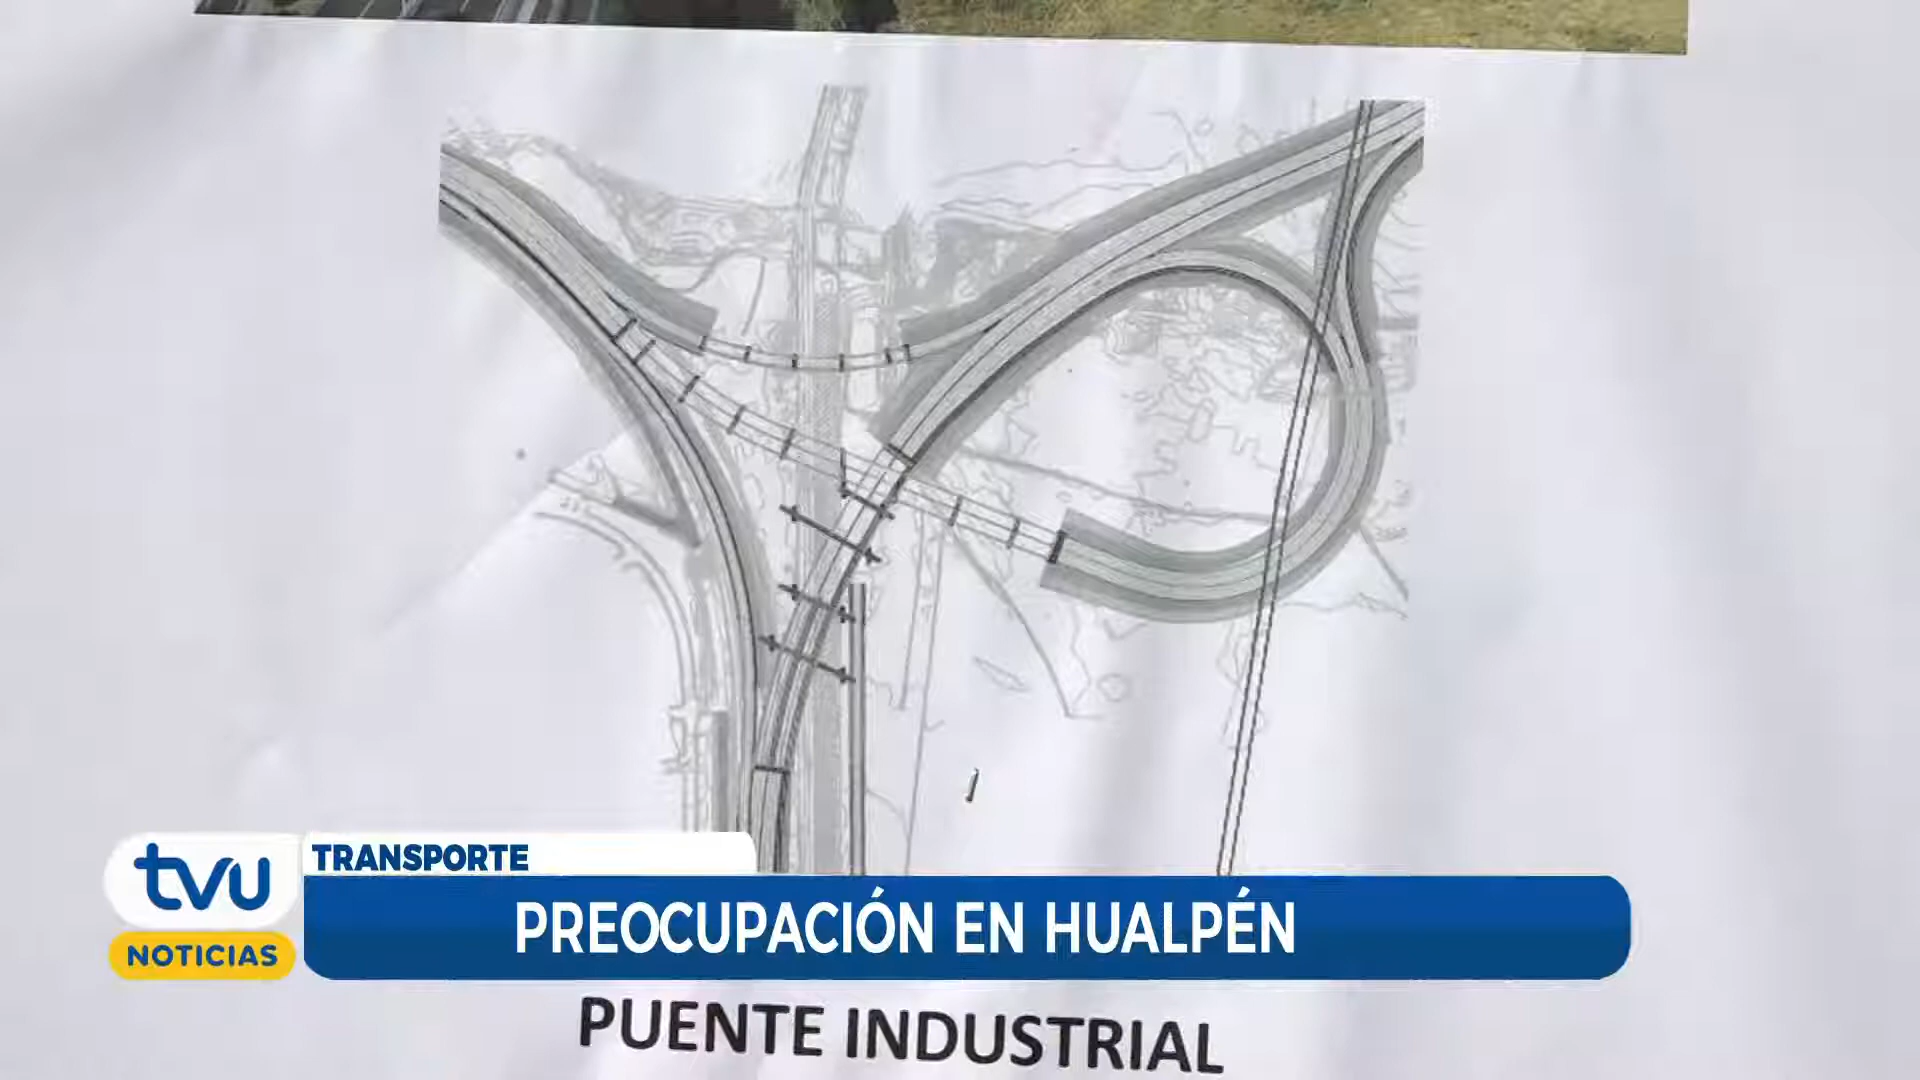 TRANSPORTE
tvu
NOTICIAS
PREOCUPACIÓN EN HUALPÉN
PUENTE INDUSTRIAL